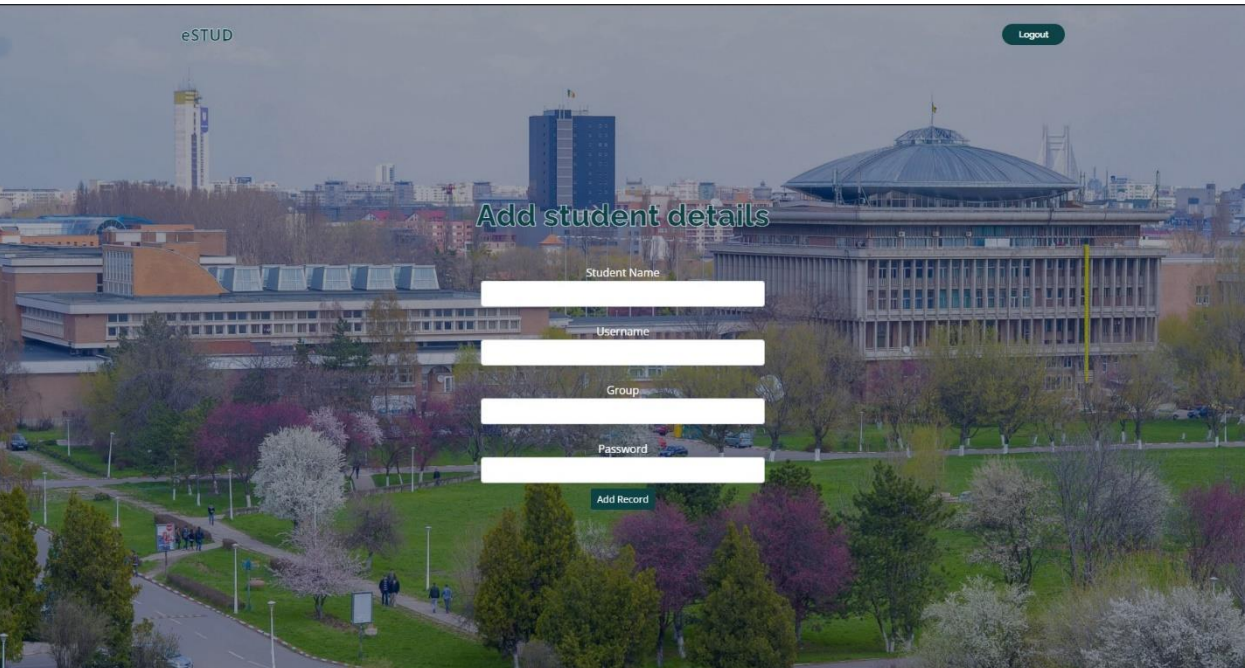 eSTUD
Logout
Add student details
Student Name
Username
Group
Password
Add Record